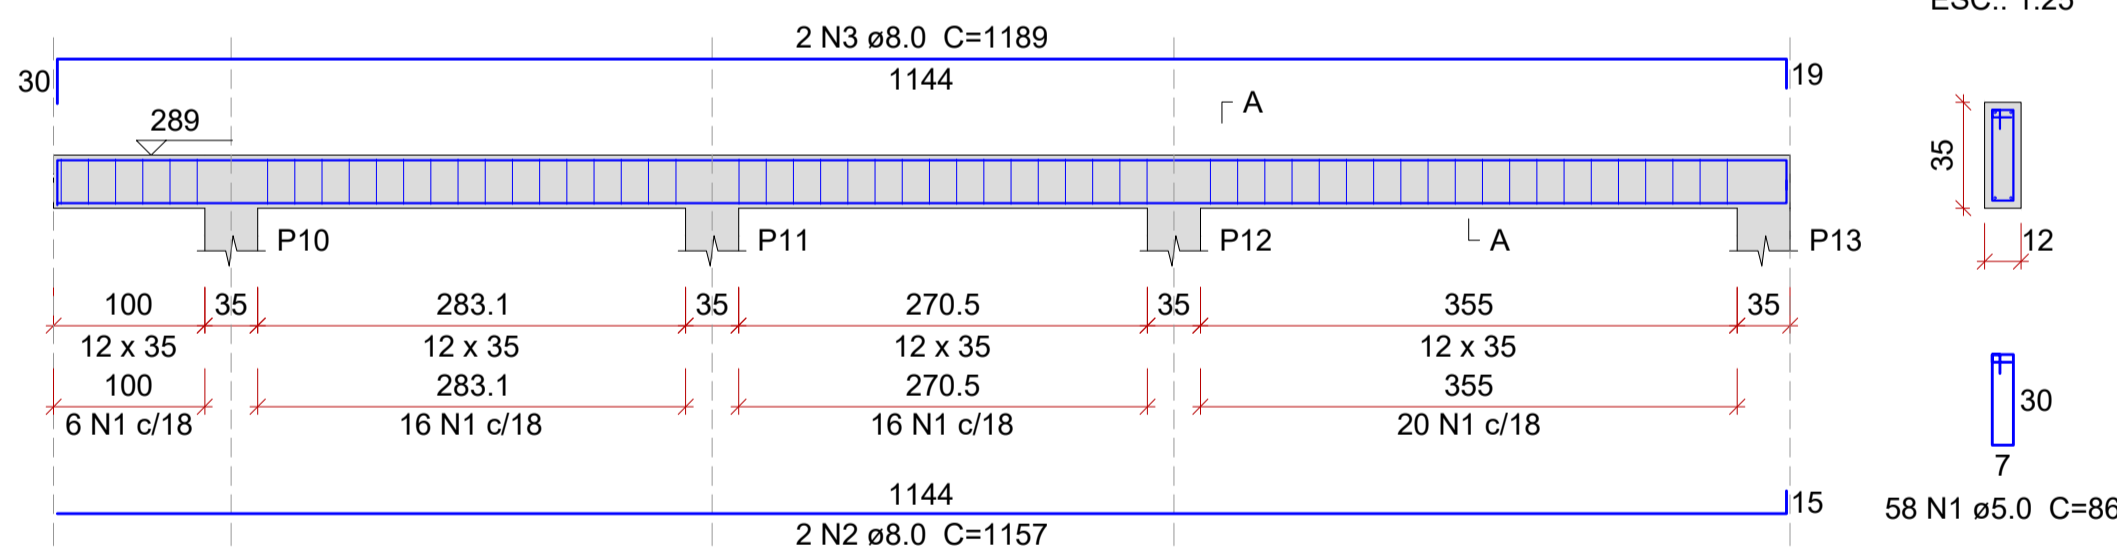 ESC.: 1:25
2 N3 ø8.0 C=1189
30
1144
19
A
289
35
12
P10
P11
P12
A
P13
100
35
283.1
35
270.5
35
355
35
12 x 35
12 x 35
12 x 35
12 x 35
100
283.1
270.5
355
6 N1 c/18
16 N1 c/18
16 N1 c/18
20 N1 c/18
30
7
1144
15
58 N1 ø5.0 C=86
2 N2 ø8.0 C=1157